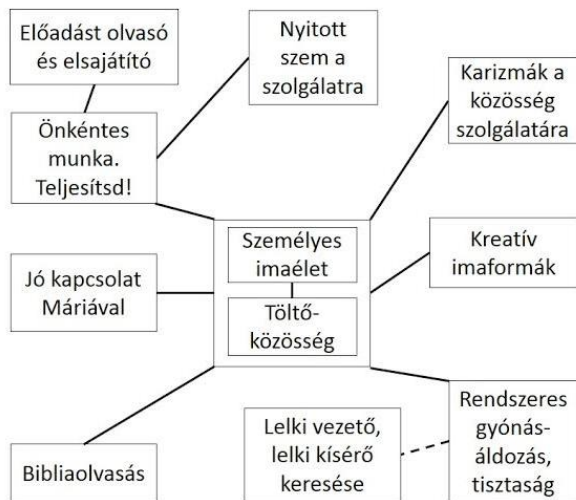 Előadást olvasó
és elsajátító
Nyitott
szem a
szolgálatra
Karizmák a
közösség
szolgálatára
Önkéntes
munka.
Teljesítsd!
Személyes
imaélet
Töltő-
közösség
Kreatív
imaformák
Jó kapcsolat
Máriával
Bibliaolvasás
Lelki vezető,
lelki kísérő
keresése
Rendszeres
gyónás-
áldozás,
tisztaság